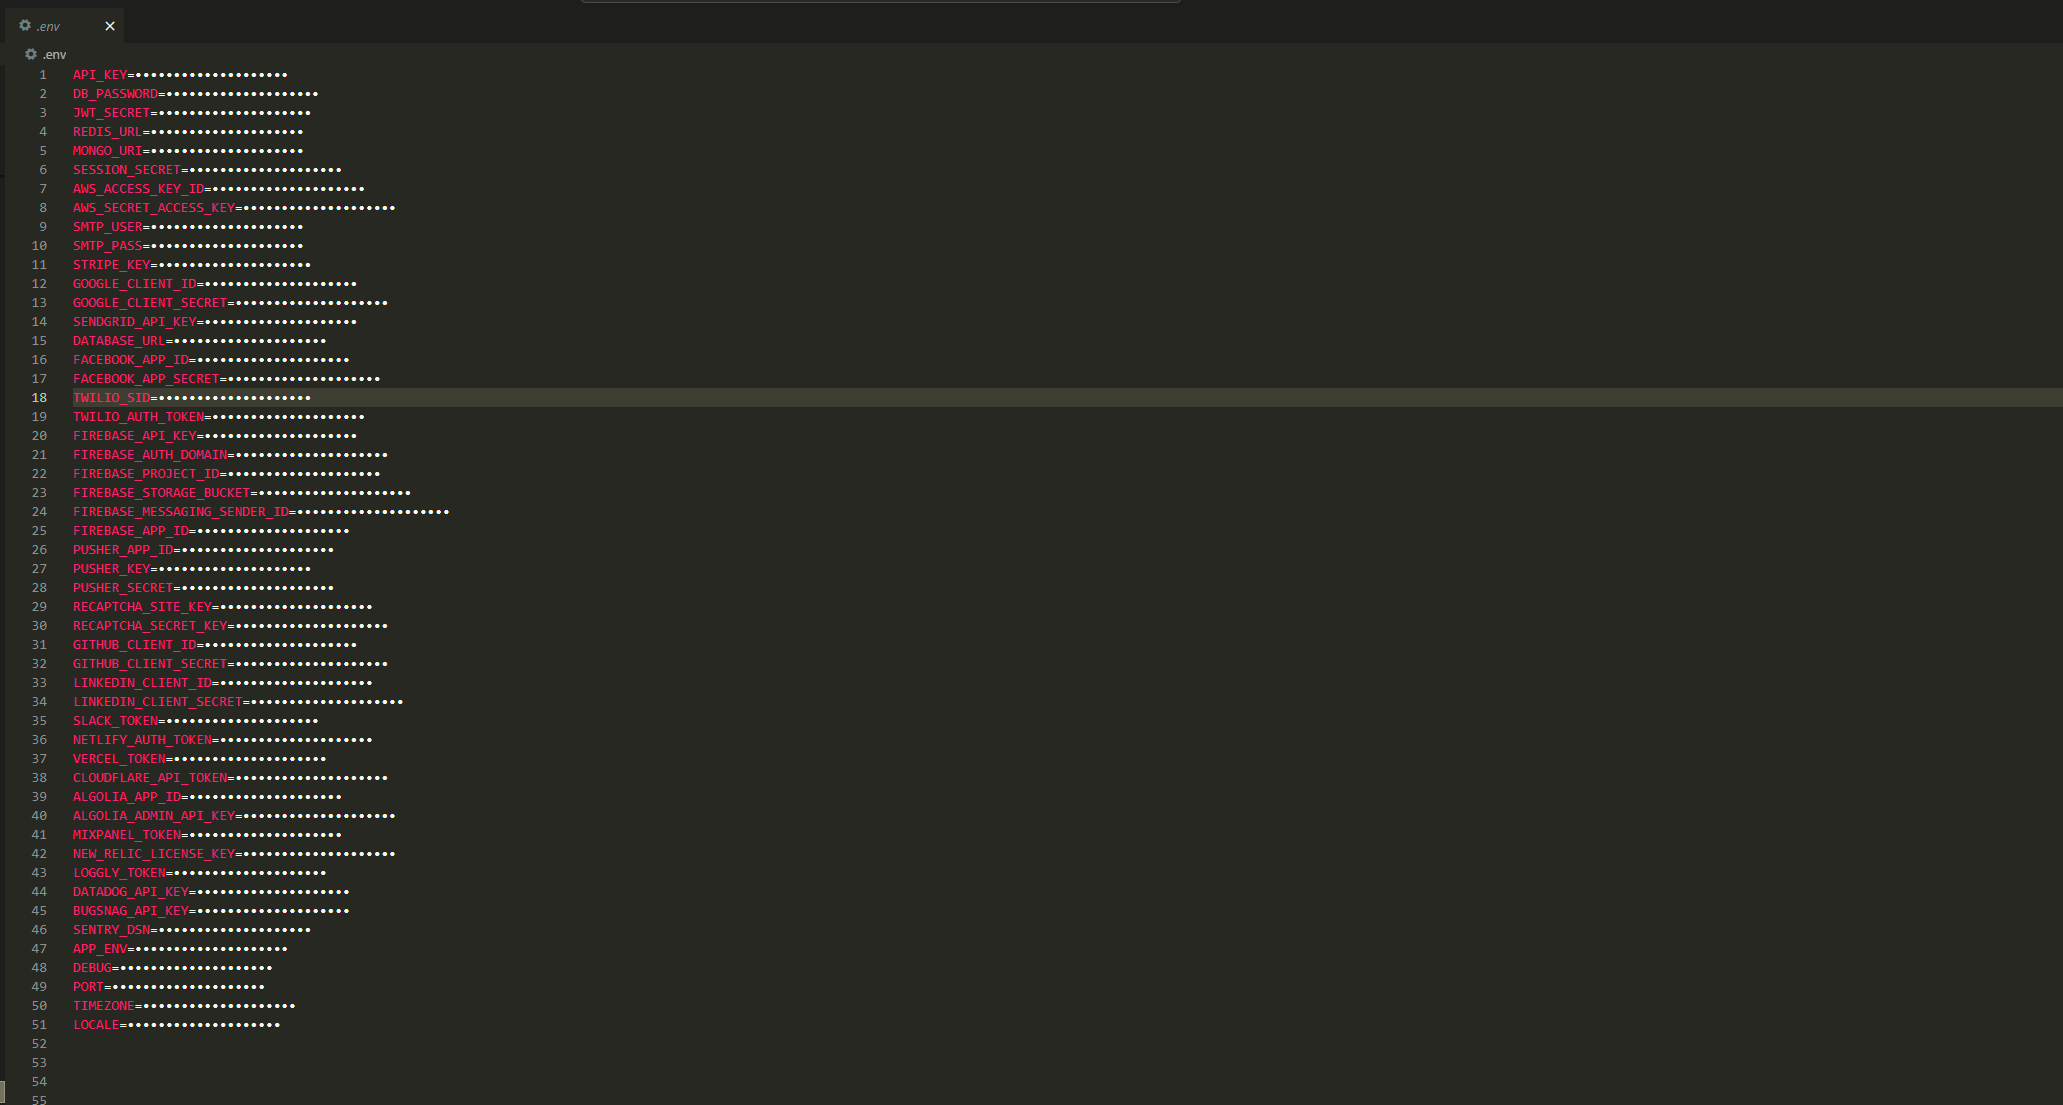 .env
.env
1 API_KEY=••••••••••••••••••••
2 DB_PASSWORD=••••••••••••••••••••
3 JWT_SECRET=••••••••••••••••••••
4 REDIS_URL=••••••••••••••••••••
5 MONGO_URI=••••••••••••••••••••
6 SESSION_SECRET=••••••••••••••••••••
7 AWS_ACCESS_KEY_ID=••••••••••••••••••••
8 AWS_SECRET_ACCESS_KEY=••••••••••••••••••••
9 SMTP_USER=••••••••••••••••••••
10 SMTP_PASS=••••••••••••••••••••
11 STRIPE_KEY=••••••••••••••••••••
12 GOOGLE_CLIENT_ID=••••••••••••••••••••
13 GOOGLE_CLIENT_SECRET=••••••••••••••••••••
14 SENDGRID_API_KEY=••••••••••••••••••••
15 DATABASE_URL=••••••••••••••••••••
16 FACEBOOK_APP_ID=••••••••••••••••••••
17 FACEBOOK_APP_SECRET=••••••••••••••••••••
18 TWILIO_SID=••••••••••••••••••••
19 TWILIO_AUTH_TOKEN=••••••••••••••••••••
20 FIREBASE_API_KEY=••••••••••••••••••••
21 FIREBASE_AUTH_DOMAIN=••••••••••••••••••••
22 FIREBASE_PROJECT_ID=••••••••••••••••••••
23 FIREBASE_STORAGE_BUCKET=••••••••••••••••••••
24 FIREBASE_MESSAGING_SENDER_ID=••••••••••••••••••••
25 FIREBASE_APP_ID=••••••••••••••••••••
26 PUSHER_APP_ID=••••••••••••••••••••
27 PUSHER_KEY=••••••••••••••••••••
28 PUSHER_SECRET=••••••••••••••••••••
29 RECAPTCHA_SITE_KEY=••••••••••••••••••••
30 RECAPTCHA_SECRET_KEY=••••••••••••••••••••
31 GITHUB_CLIENT_ID=••••••••••••••••••••
32 GITHUB_CLIENT_SECRET=••••••••••••••••••••
33 LINKEDIN_CLIENT_ID=••••••••••••••••••••
34 LINKEDIN_CLIENT_SECRET=••••••••••••••••••••
35 SLACK_TOKEN=••••••••••••••••••••
36 NETLIFY_AUTH_TOKEN=••••••••••••••••••••
37 VERCEL_TOKEN=••••••••••••••••••••
38 CLOUDFLARE_API_TOKEN=••••••••••••••••••••
39 ALGOLIA_APP_ID=••••••••••••••••••••
40 ALGOLIA_ADMIN_API_KEY=••••••••••••••••••••
41 MIXPANEL_TOKEN=••••••••••••••••••••
42 NEW_RELIC_LICENSE_KEY=••••••••••••••••••••
43 LOGGLY_TOKEN=••••••••••••••••••••
44 DATADOG_API_KEY=••••••••••••••••••••
45 BUGSNAG_API_KEY=••••••••••••••••••••
46 SENTRY_DSN=••••••••••••••••••••
47 APP_ENV=••••••••••••••••••••
48 DEBUG=••••••••••••••••••••
49 PORT=••••••••••••••••••••
50 TIMEZONE=••••••••••••••••••••
51 LOCALE=••••••••••••••••••••
52
53
54
55